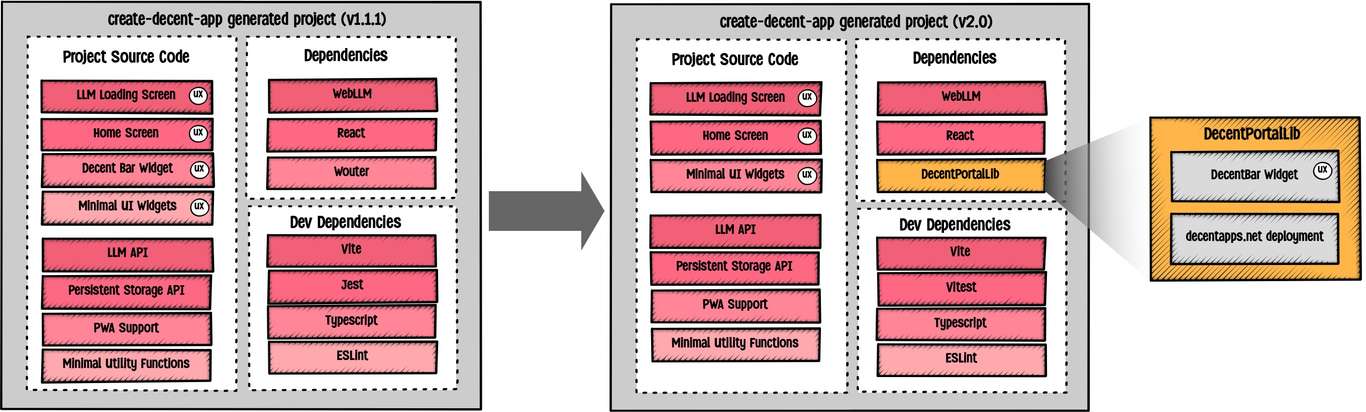 create-decent-app generated project (v1.1.1)
Project Source Code
LLM Loading Screen
UX
Home Screen
UX
Decent Bar Widget
UX
Minimal UI Widgets
UX
LLM API
Persistent Storage API
PWA Support
Minimal Utility Functions
Dependencies
WebLLM
React
Wouter
Dev Dependencies
Vite
Jest
Typescript
ESLint
create-decent-app generated project (v2.0)
Project Source Code
LLM Loading Screen
UX
Home Screen
UX
Minimal UI Widgets
UX
LLM API
Persistent Storage API
PWA Support
Minimal Utility Functions
Dependencies
WebLLM
React
DecentPortalLib
Dev Dependencies
Vite
Vitest
Typescript
ESLint
DecentPortalLib
DecentBar Widget
UX
decentapps.net deployment